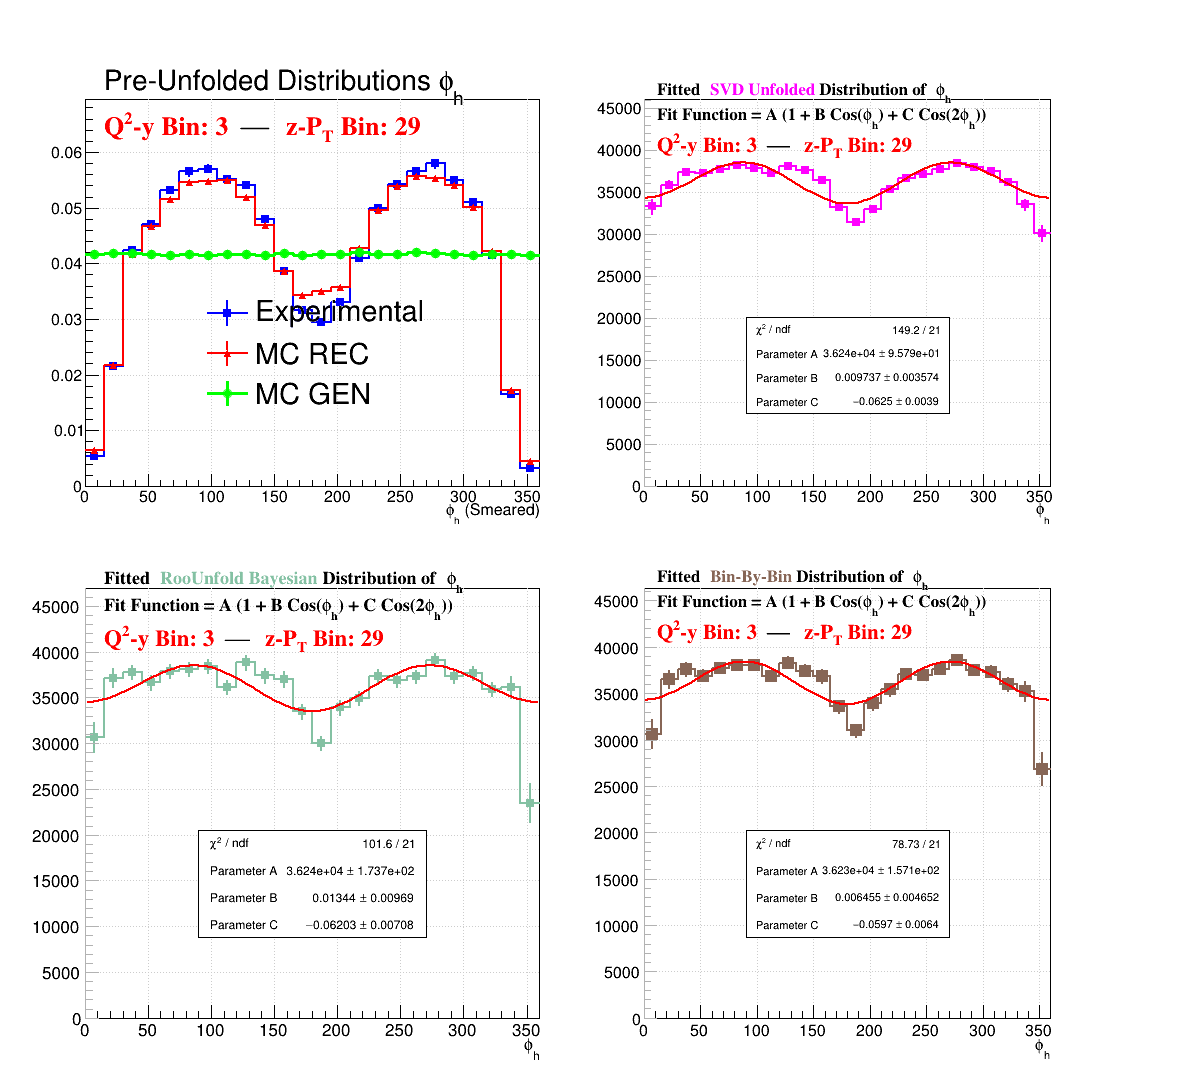 Pre-Unfolded Distributions ϕh
Q2-y Bin: 3 — z-PT Bin: 29
0.06
0.05
0.04
0.03
0.02
0.01
0
Experimental
MC REC
MC GEN
0 50 100 150 200 250 300 350
ϕh (Smeared)
Fitted SVD Unfolded Distribution of ϕh
Fit Function = A (1 + B Cos(ϕh) + C Cos(2ϕh))
Q2-y Bin: 3 — z-PT Bin: 29
45000
40000
35000
30000
25000
20000
15000
10000
5000
0
χ2 / ndf 149.2 / 21
Parameter A 3.624e+04 ± 9.579e+01
Parameter B 0.009737 ± 0.003574
Parameter C −0.0625 ± 0.0039
0 50 100 150 200 250 300 350
ϕh
Fitted RooUnfold Bayesian Distribution of ϕh
Fit Function = A (1 + B Cos(ϕh) + C Cos(2ϕh))
Q2-y Bin: 3 — z-PT Bin: 29
45000
40000
35000
30000
25000
20000
15000
10000
5000
0
χ2 / ndf 101.6 / 21
Parameter A 3.624e+04 ± 1.737e+02
Parameter B 0.01344 ± 0.00969
Parameter C −0.06203 ± 0.00708
0 50 100 150 200 250 300 350
ϕh
Fitted Bin-By-Bin Distribution of ϕh
Fit Function = A (1 + B Cos(ϕh) + C Cos(2ϕh))
Q2-y Bin: 3 — z-PT Bin: 29
45000
40000
35000
30000
25000
20000
15000
10000
5000
0
χ2 / ndf 78.73 / 21
Parameter A 3.623e+04 ± 1.571e+02
Parameter B 0.006455 ± 0.004652
Parameter C −0.0597 ± 0.0064
0 50 100 150 200 250 300 350
ϕh